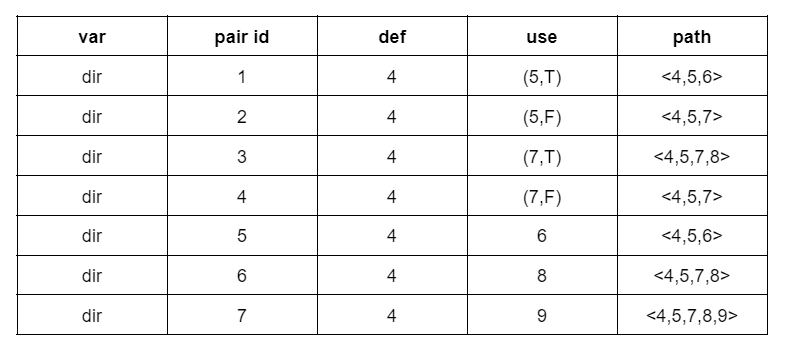 var pair id def use path
dir 1 4 (5,T) <4,5,6>
dir 2 4 (5,F) <4,5,7>
dir 3 4 (7,T) <4,5,7,8>
dir 4 4 (7,F) <4,5,7>
dir 5 4 6 <4,5,6>
dir 6 4 8 <4,5,7,8>
dir 7 4 9 <4,5,7,8,9>